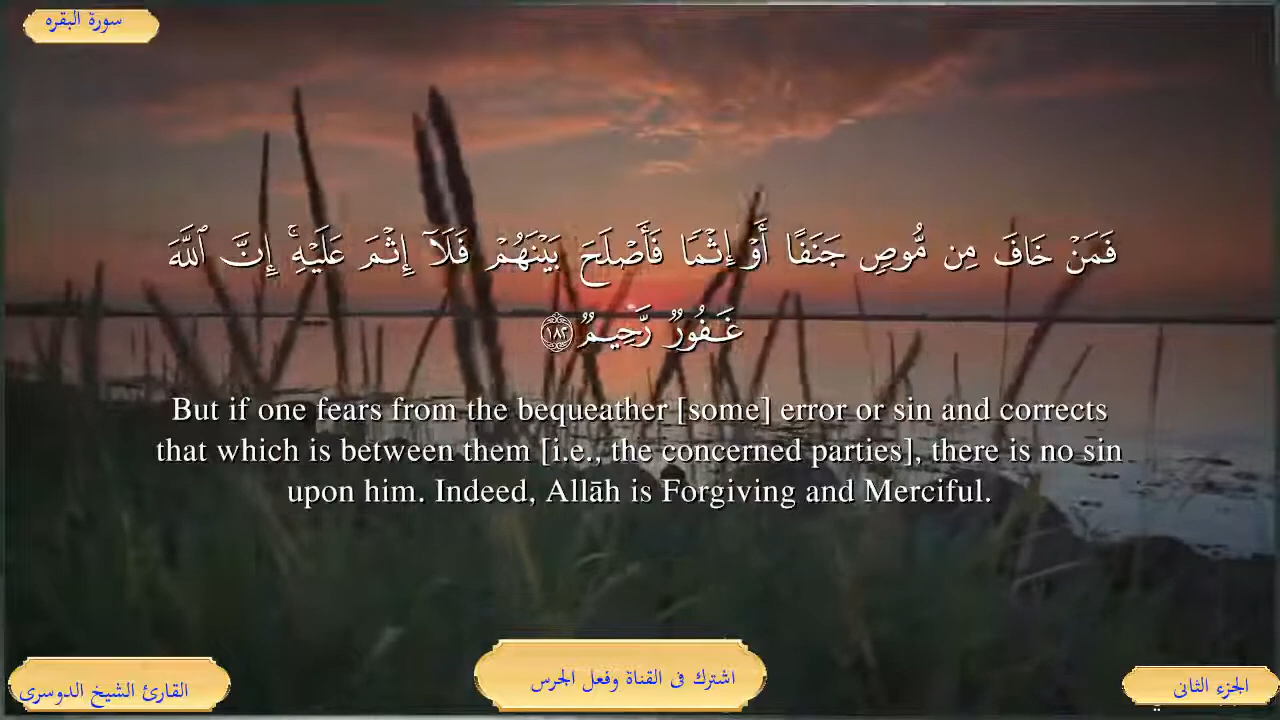 سورة البقره
فَمَنْ خَافَ مِن مُّوصٍ جَنَفًا أَوْ إِثْمًا فَأَصْلَحَ بَيْنَهُمْ فَلَآ إِثْمَ عَلَيْهِ ۚ إِنَّ ٱللَّهَ
غَفُورٌ رَّحِيمٌ ١٨٢
But if one fears from the bequeather [some] error or sin and corrects
that which is between them [i.e., the concerned parties], there is no sin
upon him. Indeed, Allāh is Forgiving and Merciful.
القارئ الشيخ الدوسرى
اشترك فى القناة وفعل الجرس
الجزء الثانى